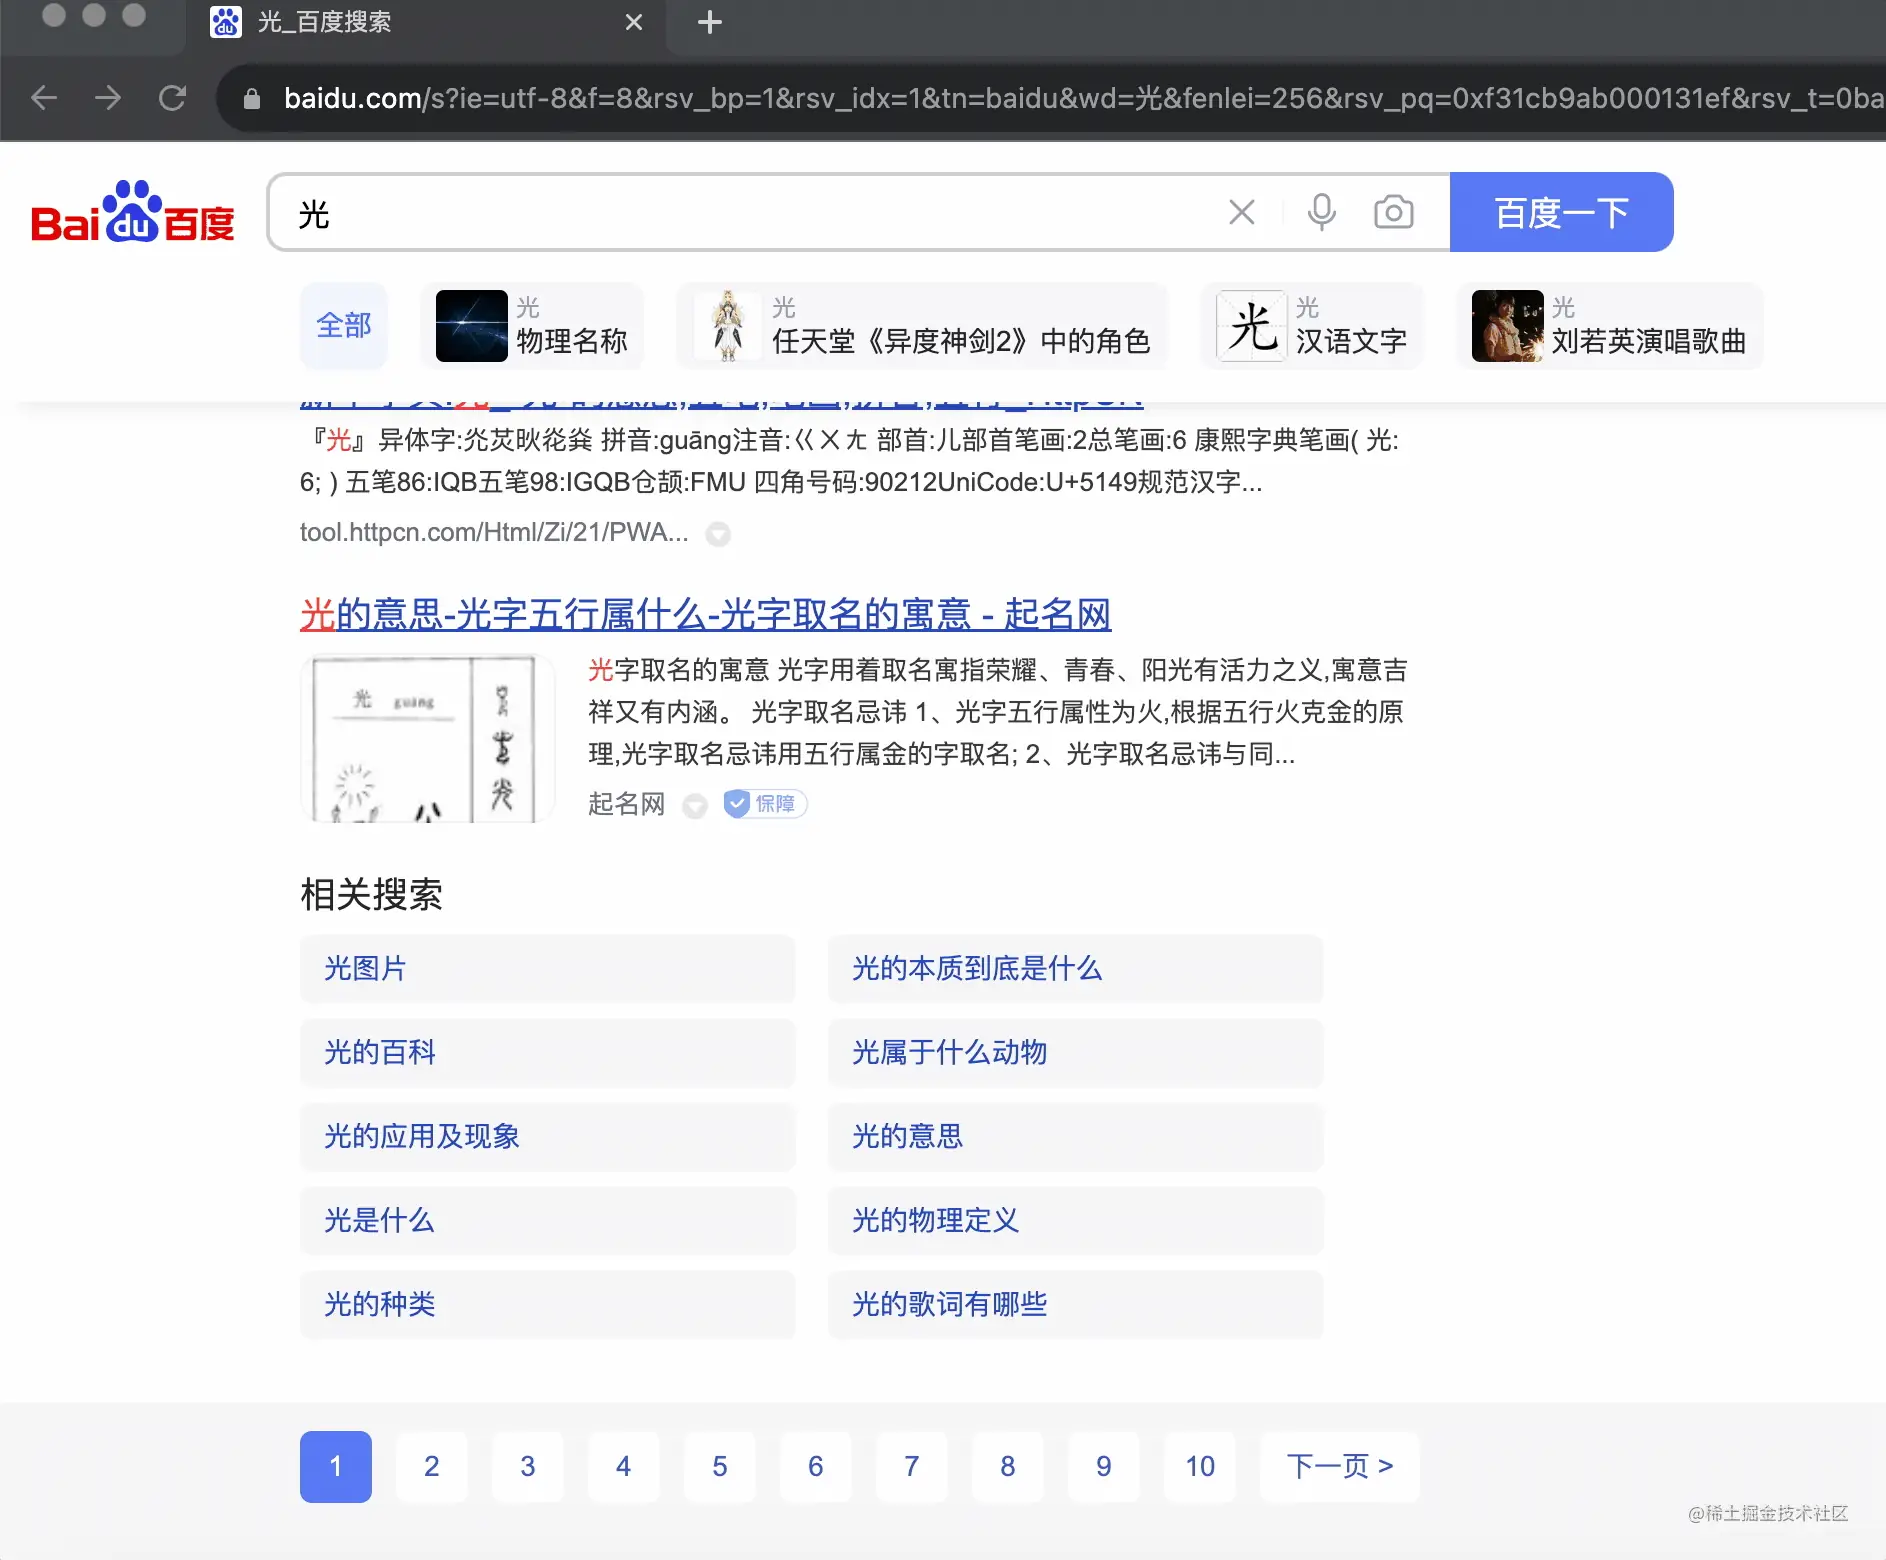 光_百度搜索
baidu.com/s?ie=utf-8&f=8&rsv_bp=1&rsv_idx=1&tn=baidu&wd=光&fenlei=256&rsv_pq=0xf31cb9ab000131ef&rsv_t=0ba
Bai du 百度
光
百度一下
全部
光
物理名称
光
任天堂《异度神剑2》中的角色
光
光
汉语文字
光
刘若英演唱歌曲
『光』 异体字: 拼音:guāng注音:ㄍㄨㄤ 部首:儿部首笔画:2总笔画:6 康熙字典笔画( 光:
6; ) 五笔86:IQB五笔98:IGQB仓颉:FMU 四角号码:90212UniCode:U+5149规范汉字...
tool.httpcn.com/Html/Zi/21/PWA...
光的意思-光字五行属什么-光字取名的寓意 - 起名网
光 guāng
光字取名的寓意 光字用着取名寓指荣耀、青春、阳光有活力之义,寓意吉
祥又有内涵。 光字取名忌讳 1、光字五行属性为火,根据五行火克金的原
理,光字取名忌讳用五行属金的字取名; 2、光字取名忌讳与同...
起名网 保障
相关搜索
光图片
光的本质到底是什么
光的百科
光属于什么动物
光的应用及现象
光的意思
光是什么
光的物理定义
光的种类
光的歌词有哪些
1 2 3 4 5 6 7 8 9 10 下一页 >
@稀土掘金技术社区